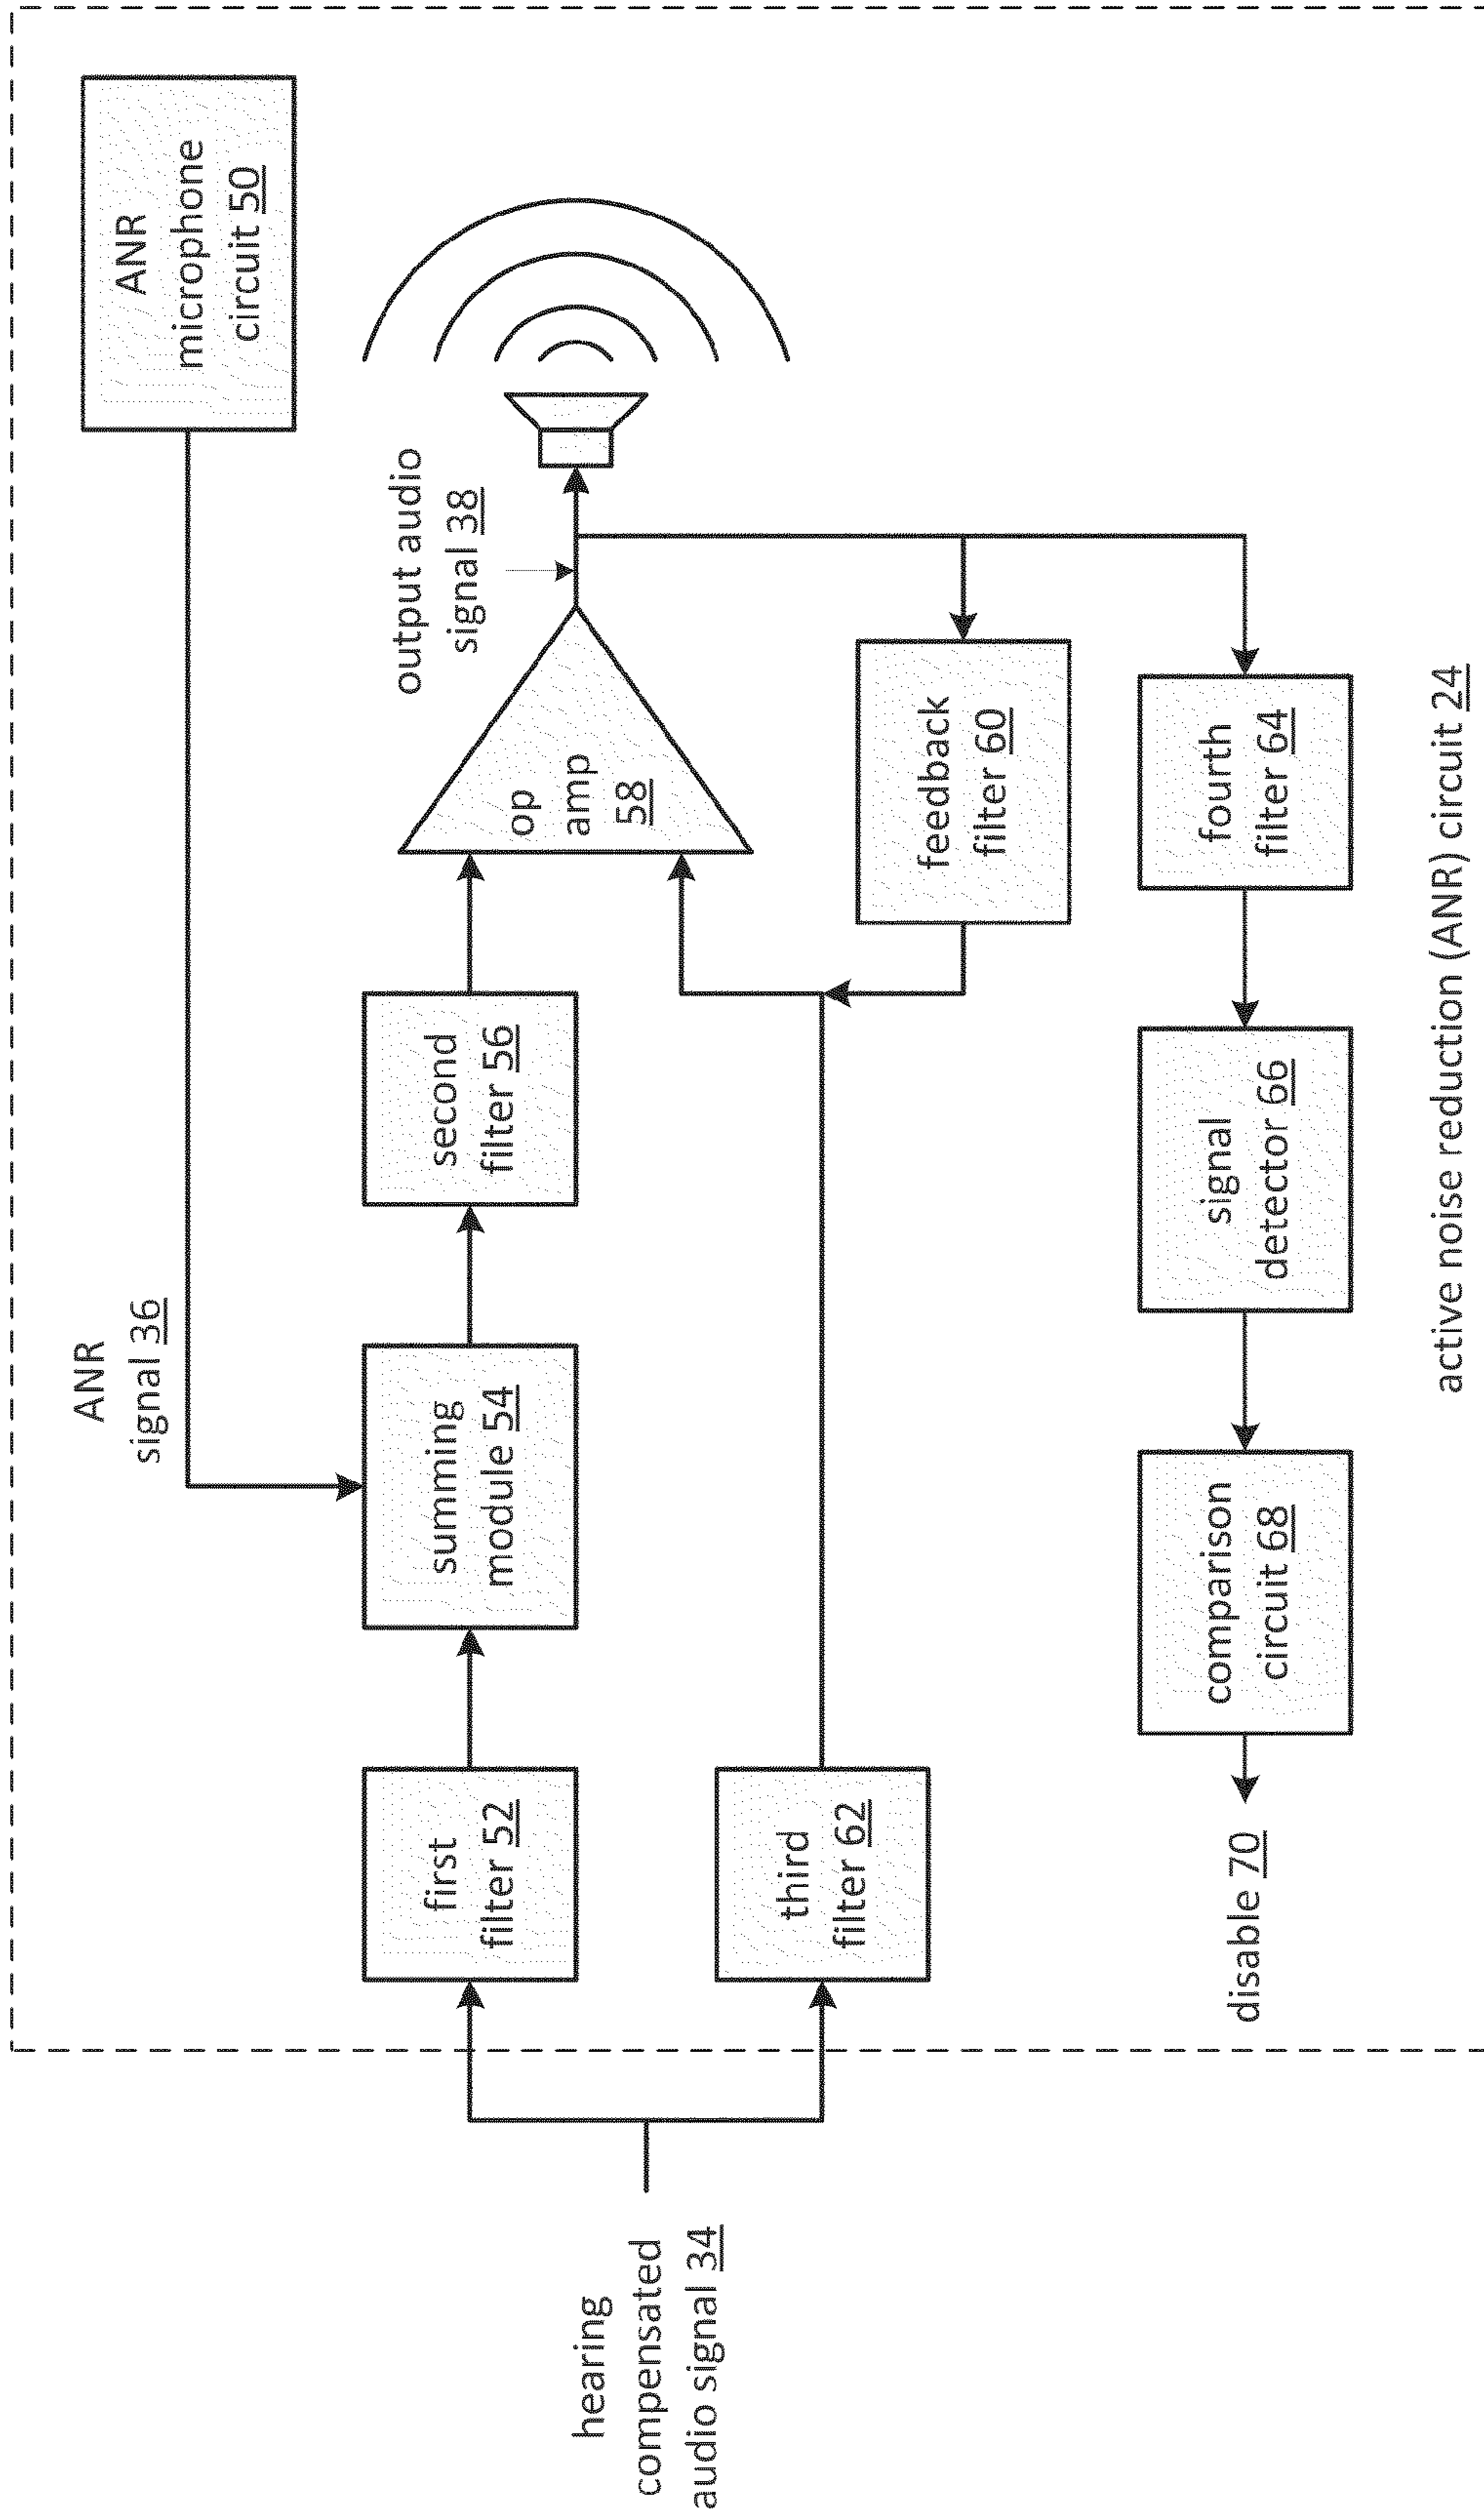 ANR
microphone
circuit 50
ANR
signal 36
output audio
signal 38
first
filter 52
summing
module 54
second
filter 56
op
amp
58
hearing
compensated
audio signal 34
third
filter 62
feedback
filter 60
disable 70
comparison
circuit 68
signal
detector 66
fourth
filter 64
active noise reduction (ANR) circuit 24